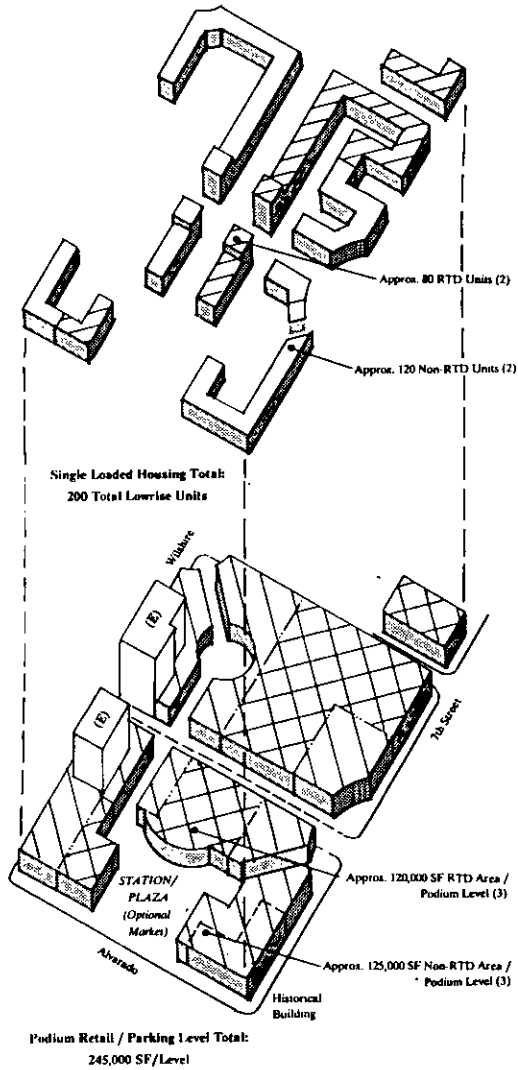 Approx. 80 RTD Units (2)
Approx. 120 Non-RTD Units (2)
Single Loaded Housing Total:
200 Total Lowrise Units
Wilshire
(E)
(E)
7th Street
STATION/
PLAZA
(Optional
Market)
Approx. 120,000 SF RTD Area /
Podium Level (3)
Alvarado
Approx. 125,000 SF Non-RTD Area /
Podium Level (3)
Historical
Building
Podium Retail / Parking Level Total:
245,000 SF/Level